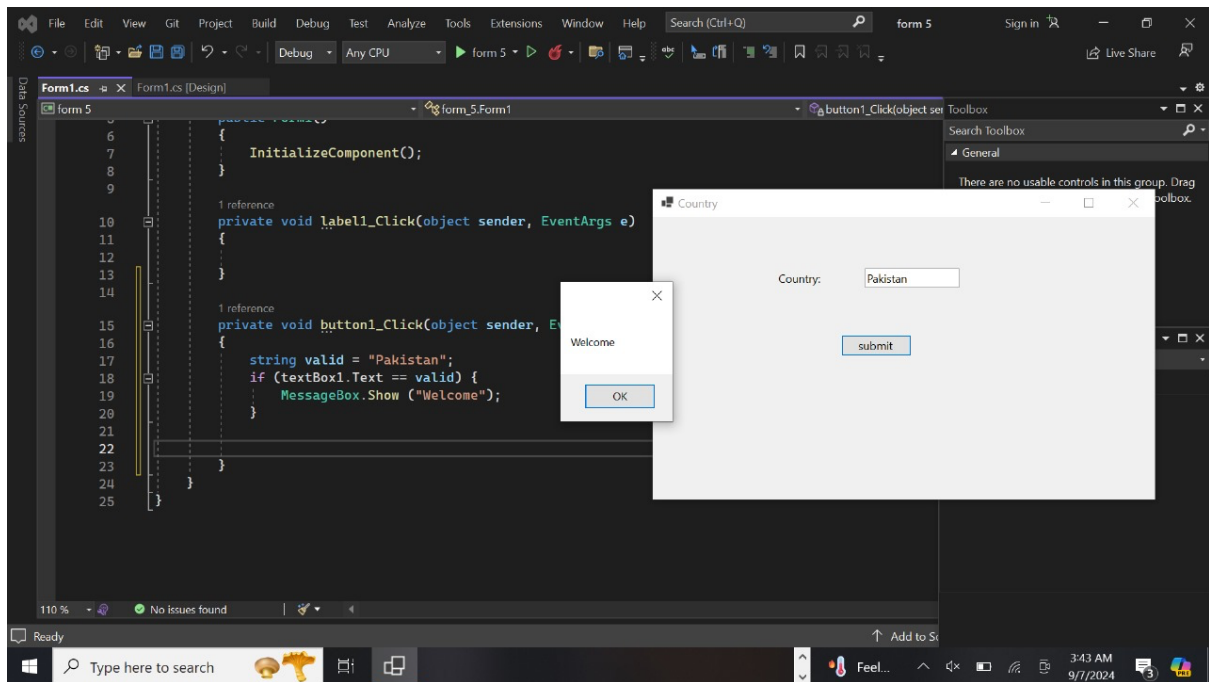 File Edit View Git Project Build Debug Test Analyze Tools Extensions Window Help Search (Ctrl+Q) form 5 Sign in
Debug Any CPU form 5 Live Share
Data Sources
Form1.cs Form1.cs [Design]
form 5 form_5.Form1 button1_Click(object ser
Toolbox
Search Toolbox
General
There are no usable controls in this group. Drag
oolbox.
5 public Form1()
6 {
7 InitializeComponent();
8 }
9
1 reference
10 private void label1_Click(object sender, EventArgs e)
11 {
12
13 }
14
1 reference
15 private void button1_Click(object sender, E
16 {
17 string valid = "Pakistan";
18 if (textBox1.Text == valid) {
19 MessageBox.Show ("Welcome");
20 }
21
22
23 }
24 }
25 }
Country
Country: Pakistan
submit
Welcome
OK
110 % No issues found
Ready Add to So
Type here to search Feel... 3:43 AM
9/7/2024
3
PRE